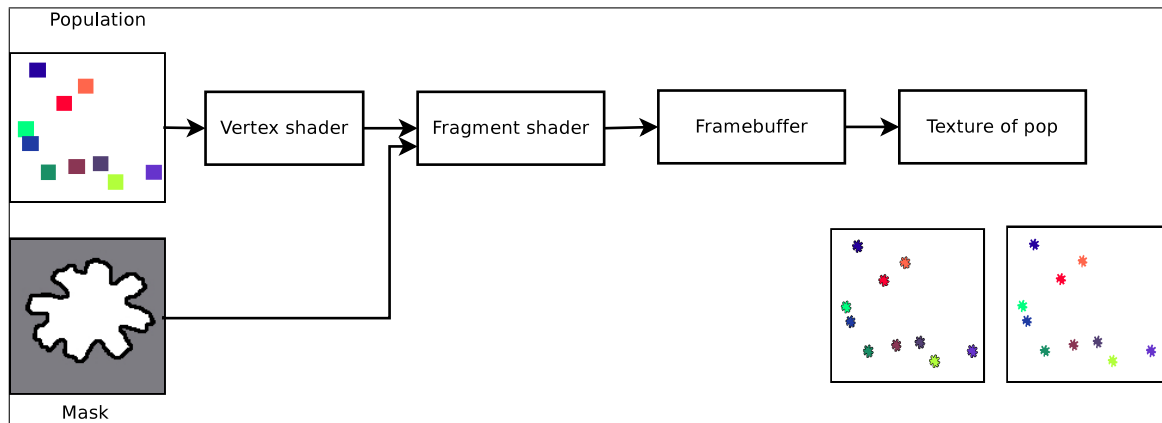 Population
Vertex shader
Fragment shader
Framebuffer
Texture of pop
Mask